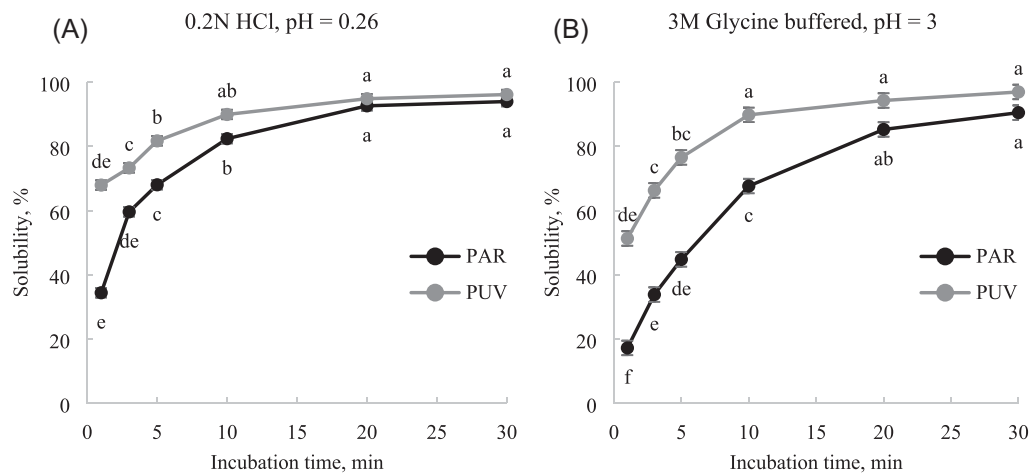 (A)
0.2N HCl, pH = 0.26
100
80
60
40
20
0
Solubility, %
de
c
b
ab
a
a
e
de
c
b
a
a
PAR
PUV
0 5 10 15 20 25 30
Incubation time, min
(B)
3M Glycine buffered, pH = 3
100
80
60
40
20
0
Solubility, %
de
c
bc
a
a
a
f
e
de
c
ab
a
PAR
PUV
0 5 10 15 20 25 30
Incubation time, min